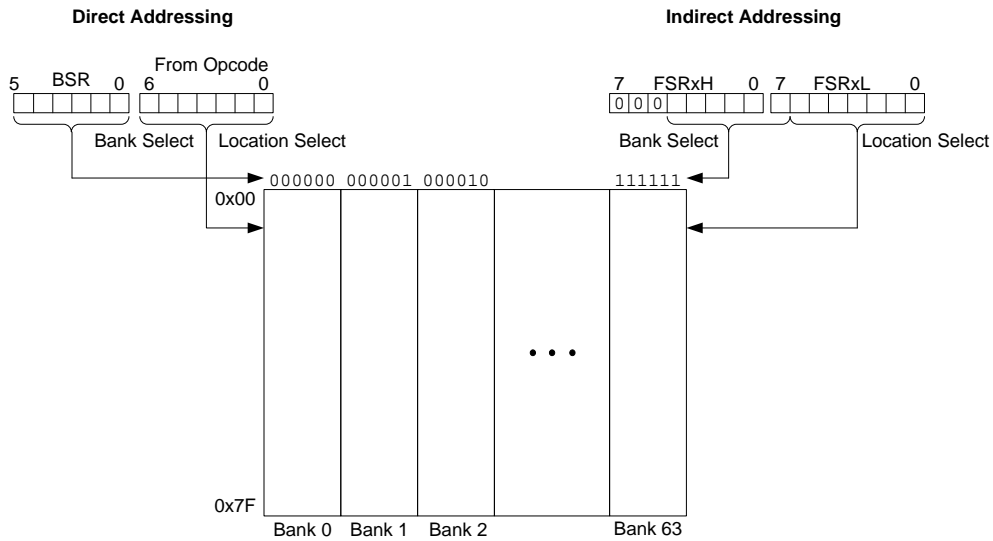 Direct Addressing
Indirect Addressing
From Opcode
5 BSR 0 6 0
7 FSRxH 0 7 FSRxL 0
0 0 0
Bank Select Location Select
Bank Select Location Select
000000 000001 000010 111111
0x00
0x7F
Bank 0 Bank 1 Bank 2 Bank 63